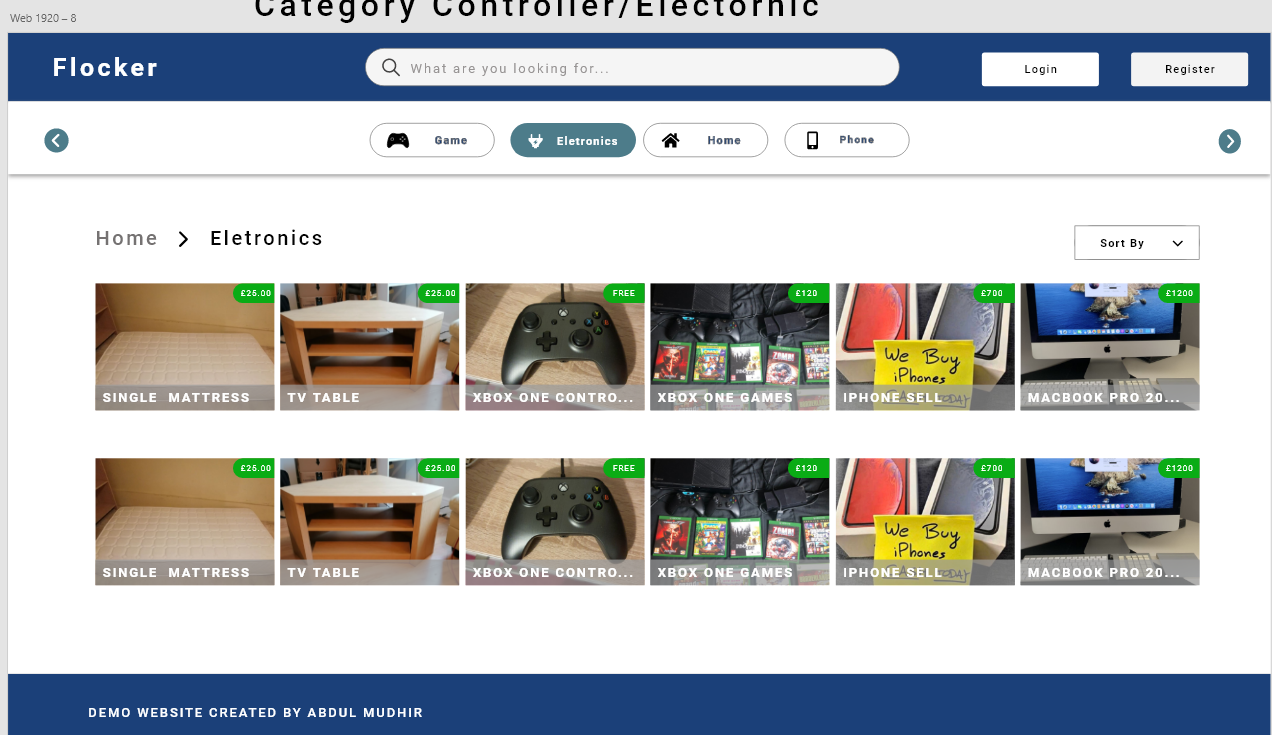 Category Controller/Electornic
Web 1920 – 8
Flocker
What are you looking for...
Login
Register
Game
Eletronics
Home
Phone
Home
Eletronics
Sort By
£25.00
£25.00
FREE
£120
£700
£1200
We Buy
iPhones
SINGLE MATTRESS
TV TABLE
XBOX ONE CONTRO...
XBOX ONE GAMES
IPHONE SELL
MACBOOK PRO 20...
£25.00
£25.00
FREE
£120
£700
£1200
We Buy
iPhones
SINGLE MATTRESS
TV TABLE
XBOX ONE CONTRO...
XBOX ONE GAMES
IPHONE SELL
MACBOOK PRO 20...
DEMO WEBSITE CREATED BY ABDUL MUDHIR